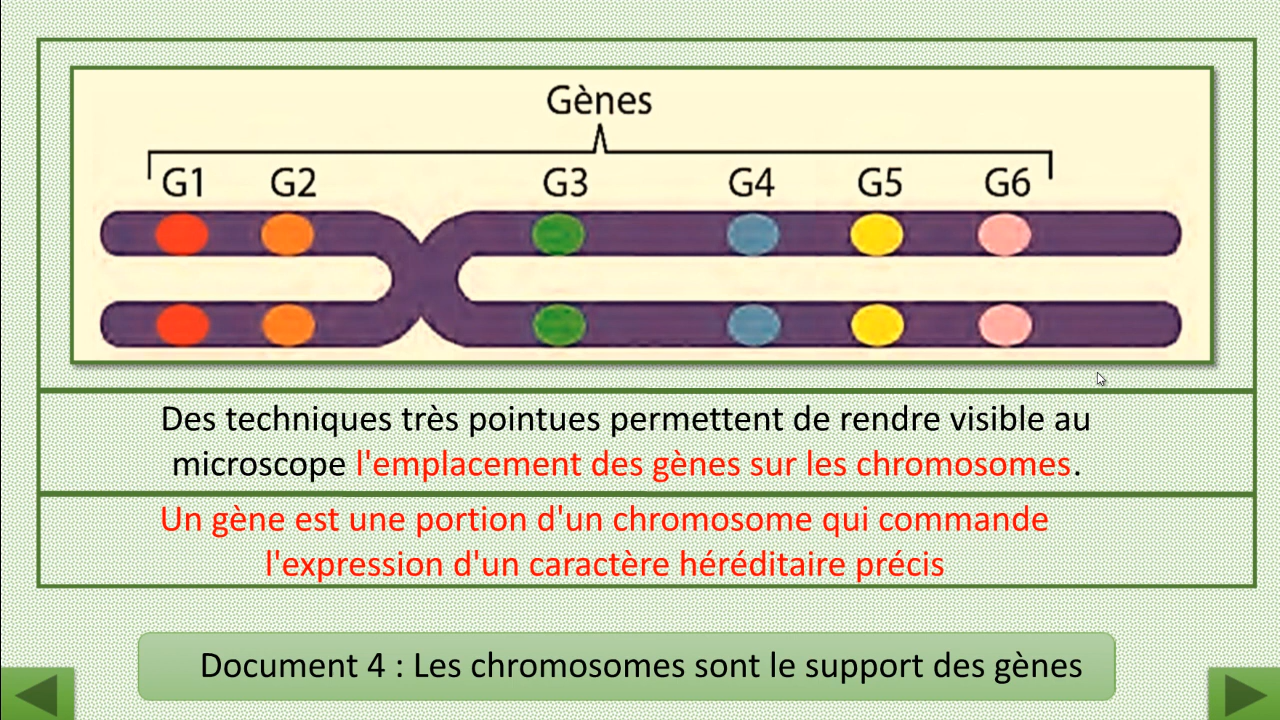 Gènes
G1 G2 G3 G4 G5 G6
Des techniques très pointues permettent de rendre visible au
microscope l'emplacement des gènes sur les chromosomes.
Un gène est une portion d'un chromosome qui commande
l'expression d'un caractère héréditaire précis
Document 4 : Les chromosomes sont le support des gènes